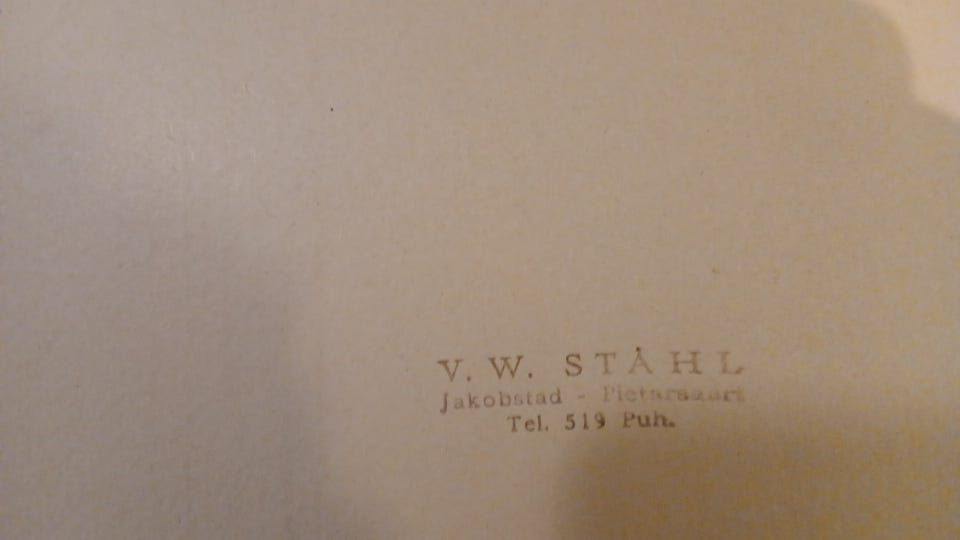 V. W. STÅHL
Jakobstad - Pietarsaari
Tel. 519 Puh.